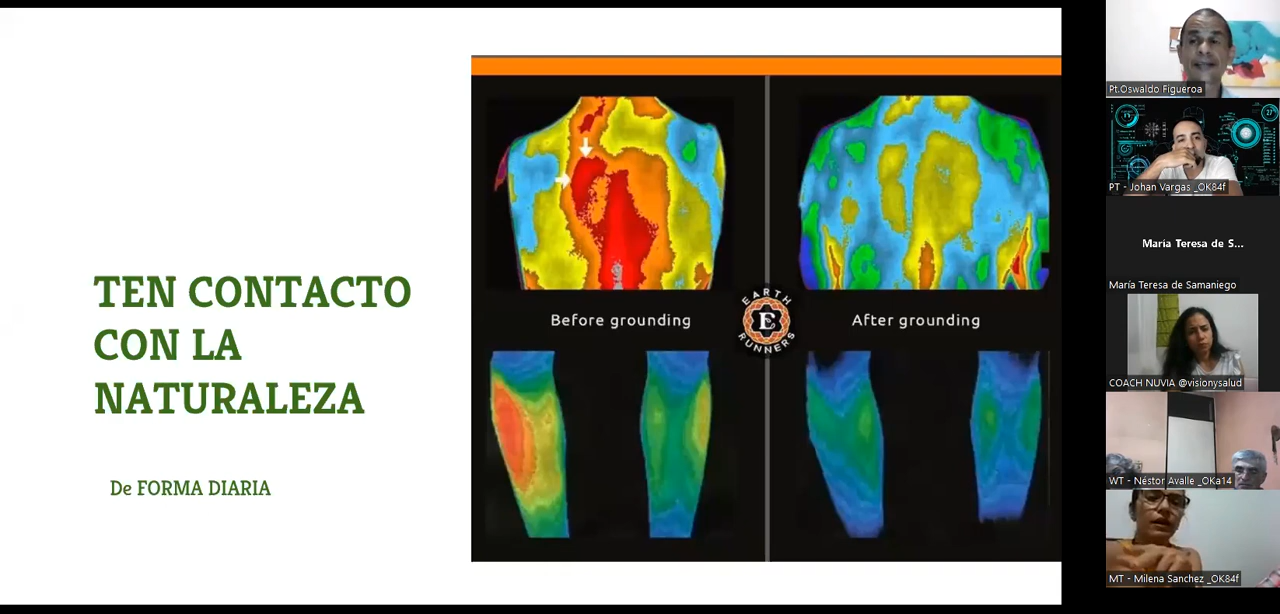 TEN CONTACTO
CON LA
NATURALEZA
De FORMA DIARIA
Before grounding
After grounding
EARTH
E
RUNNERS
Pt.Oswaldo Figueroa
27
PT - Johan Vargas _OK84f
María Teresa de S...
María Teresa de Samaniego
COACH NUVIA @visionysalud
WT - Néstor Avalle _OKa14
MT - Milena Sanchez _OK84f